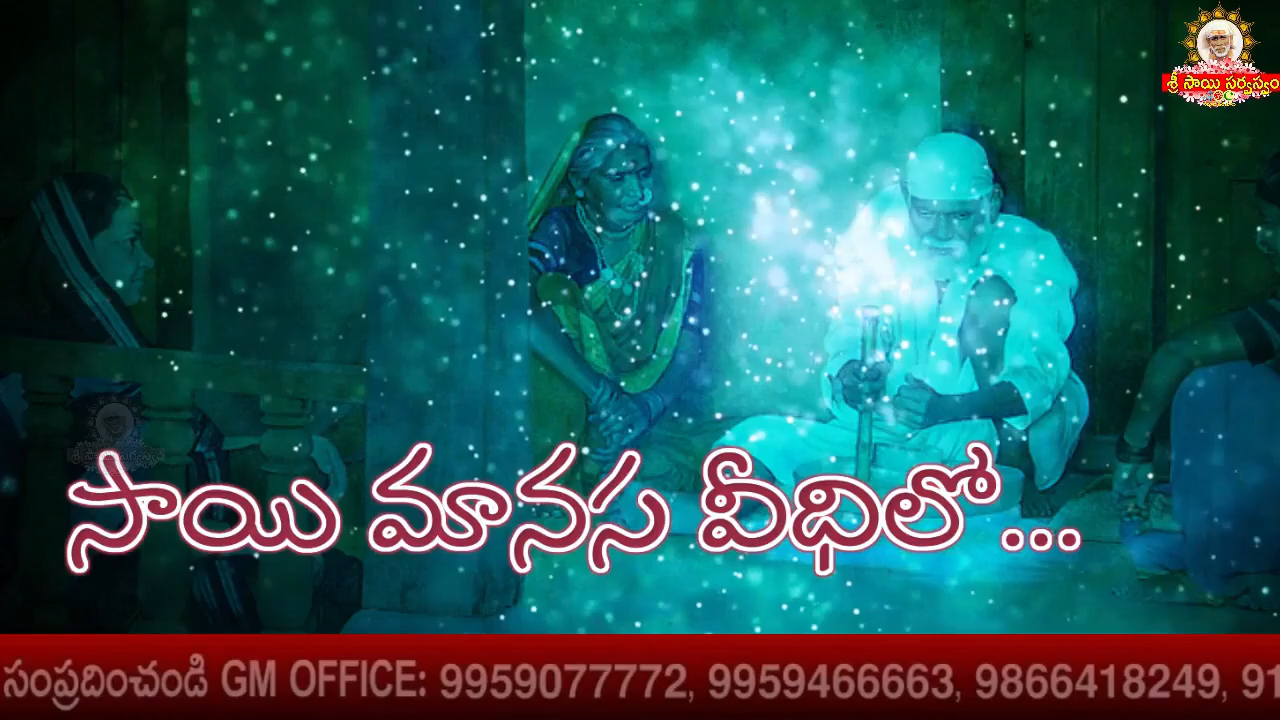 శ్రీ సాయి సర్వస్వం
సాయి మానస వీధిలో...
సంప్రదించండి GM OFFICE: 9959077772, 9959466663, 9866418249, 91